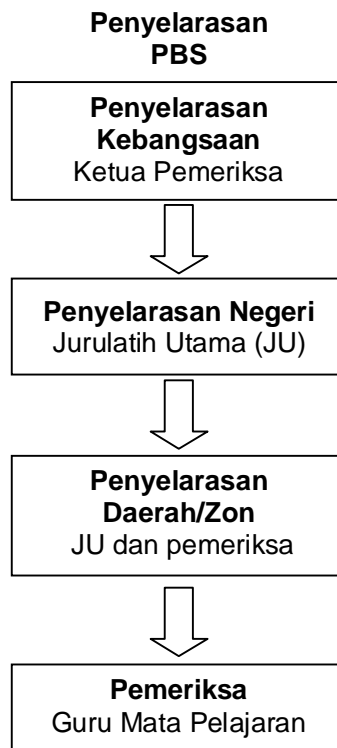 Penyelarasan
PBS
Penyelarasan
Kebangsaan
Ketua Pemeriksa
Penyelarasan Negeri
Jurulatih Utama (JU)
Penyelarasan
Daerah/Zon
JU dan pemeriksa
Pemeriksa
Guru Mata Pelajaran